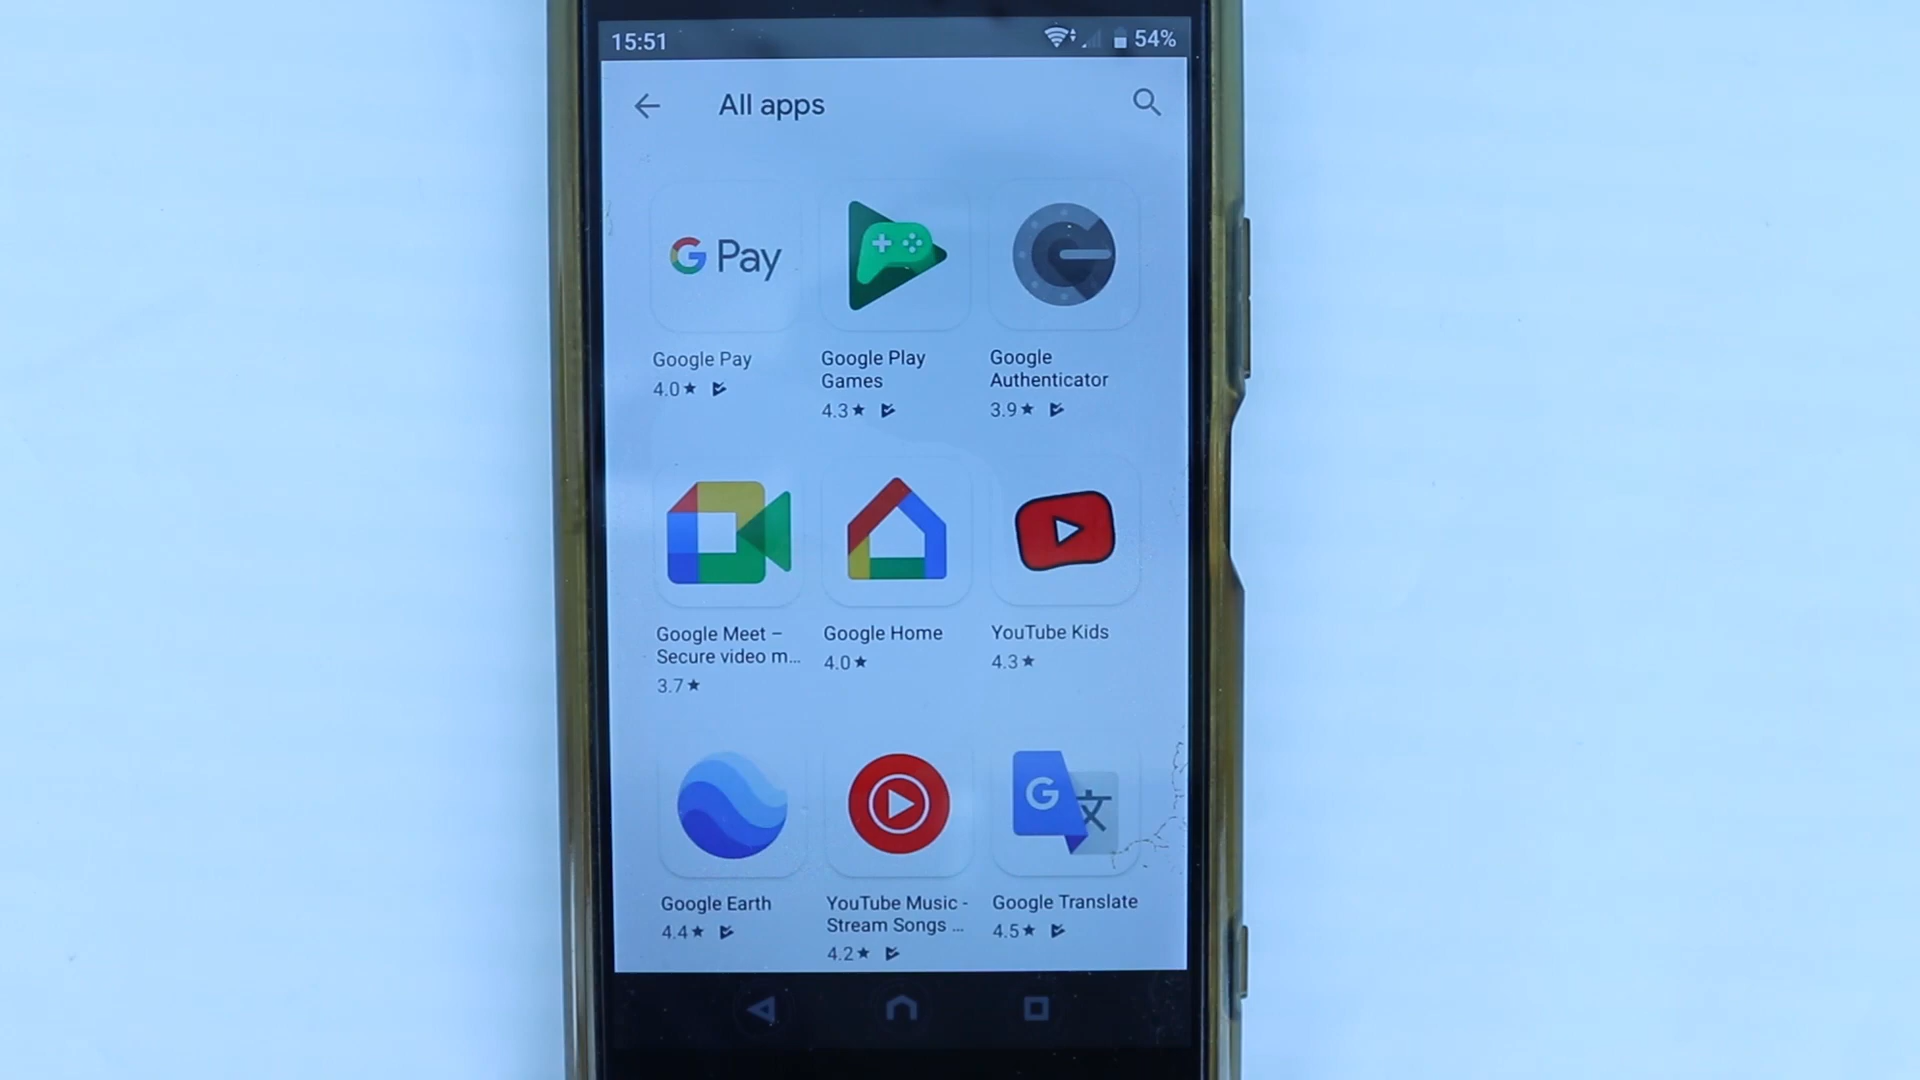 15:51
54%
All apps
G Pay
Google Pay
4.0★
Google Play
Games
4.3★
Google
Authenticator
3.9★
Google Meet –
Secure video m...
3.7★
Google Home
4.0★
YouTube Kids
4.3★
G
文
Google Earth
4.4★
YouTube Music -
Stream Songs ...
4.2★
Google Translate
4.5★